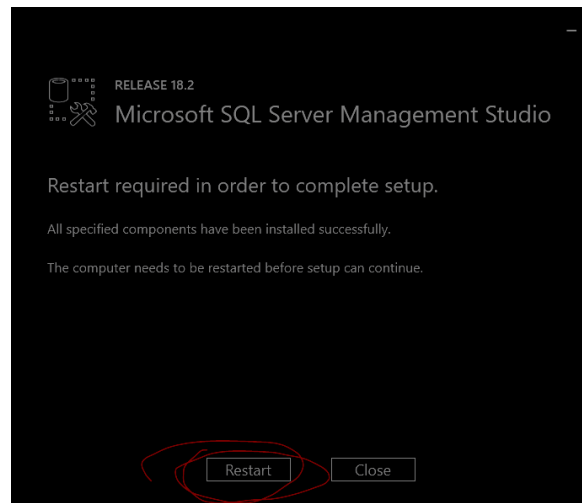 RELEASE 18.2
Microsoft SQL Server Management Studio
Restart required in order to complete setup.
All specified components have been installed successfully.
The computer needs to be restarted before setup can continue.
Restart Close